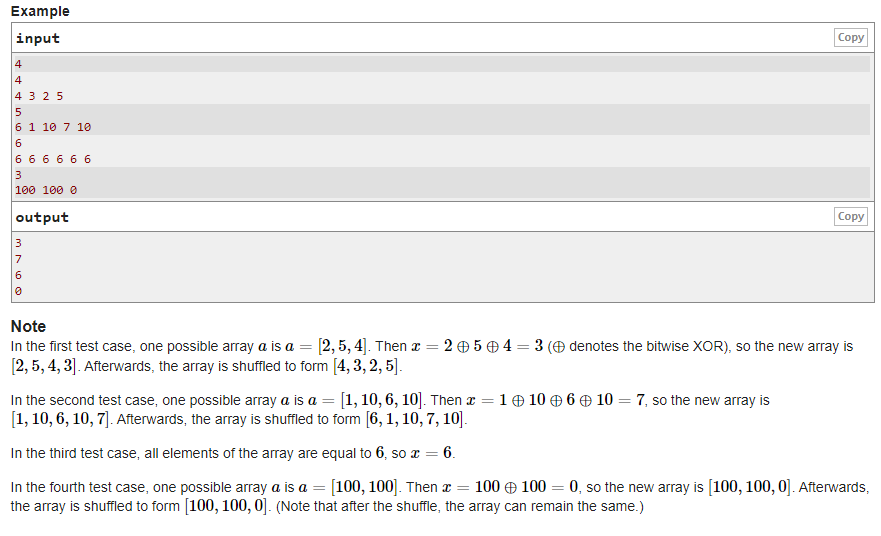 Example
input
Copy
4
4
4 3 2 5
5
6 1 10 7 10
6
6 6 6 6 6 6
3
100 100 0
output
Copy
3
7
6
0
Note
In the first test case, one possible array a is a = [2, 5, 4]. Then x = 2 ⊕ 5 ⊕ 4 = 3 (⊕ denotes the bitwise XOR), so the new array is
[2, 5, 4, 3]. Afterwards, the array is shuffled to form [4, 3, 2, 5].
In the second test case, one possible array a is a = [1, 10, 6, 10]. Then x = 1 ⊕ 10 ⊕ 6 ⊕ 10 = 7, so the new array is
[1, 10, 6, 10, 7]. Afterwards, the array is shuffled to form [6, 1, 10, 7, 10].
In the third test case, all elements of the array are equal to 6, so x = 6.
In the fourth test case, one possible array a is a = [100, 100]. Then x = 100 ⊕ 100 = 0, so the new array is [100, 100, 0]. Afterwards,
the array is shuffled to form [100, 100, 0]. (Note that after the shuffle, the array can remain the same.)